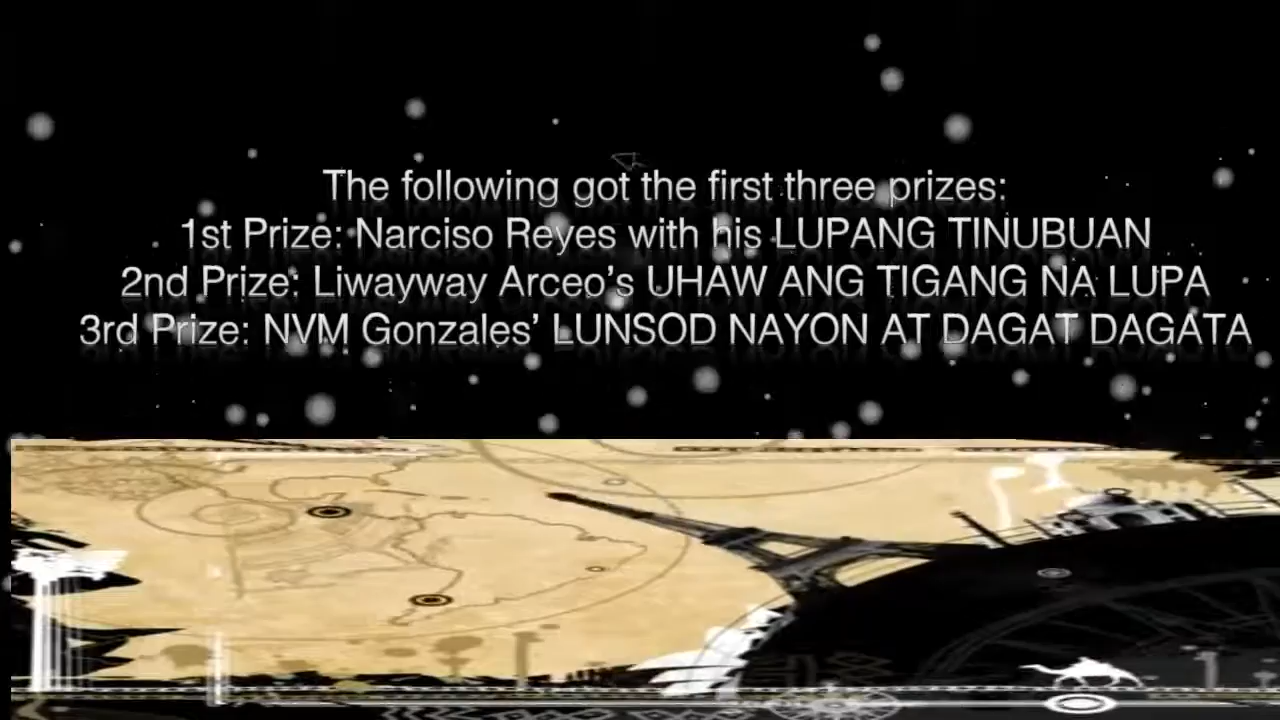 The following got the first three prizes:
1st Prize: Narciso Reyes with his LUPANG TINUBUAN
2nd Prize: Liwayway Arceo’s UHAW ANG TIGANG NA LUPA
3rd Prize: NVM Gonzales’ LUNSOD NAYON AT DAGAT DAGATA